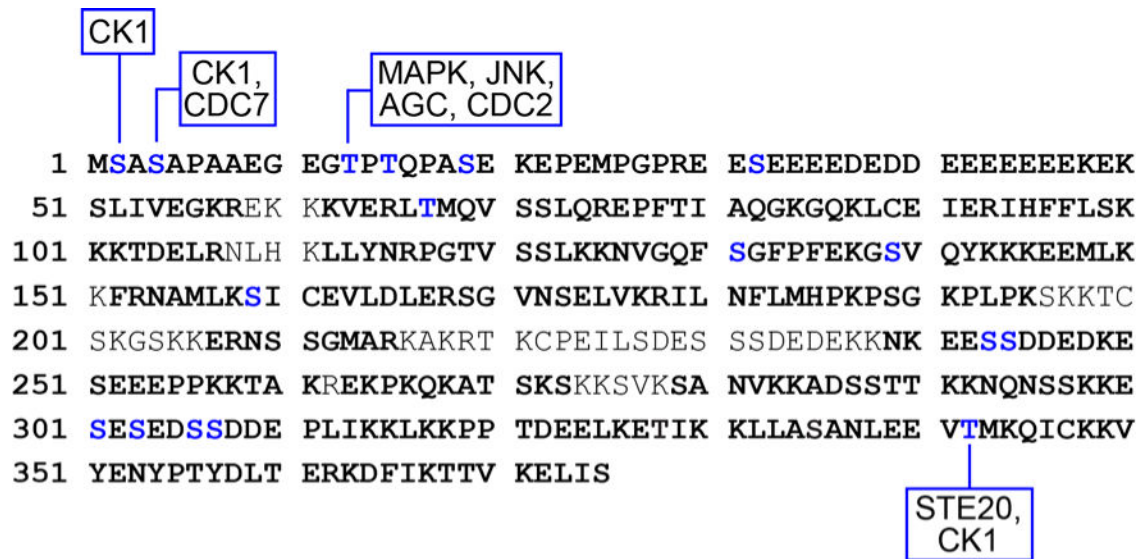 CK1
CK1,
CDC7
MAPK, JNK,
AGC, CDC2
1 MSASAPAAEG EGTPTQPASE KEPEMPGPRE ESEEEEDEDD EEEEEEEKEK
51 SLIVEGKREK KKVERLTMQV SSLQREPFTI AQGKGQKLCE IERIHFFLSK
101 KKTDELRNLH KLLYNRPGTV SSLKKNVGQF SGFPFEKGSV QYKKKEEMLK
151 KFRNAMLKSI CEVLDLERSG VNSELVKRIL NFLMHPKPSG KPLPKSKKTC
201 SKGSKKERNS SGMARKAKRT KCPEILSDES SSDEDEKKNK EESSDDEDKE
251 SEEEPPKKTA KREKPKQKAT SKSKKSVKSA NVKKADSSTT KKNQNSSKKE
301 SESEDSSDDE PLIKKLKKPP TDEELKETIK KLLASANLEE VTMKQICKKV
351 YENYPTYDLT ERKDFIKTTV KELIS
STE20,
CK1